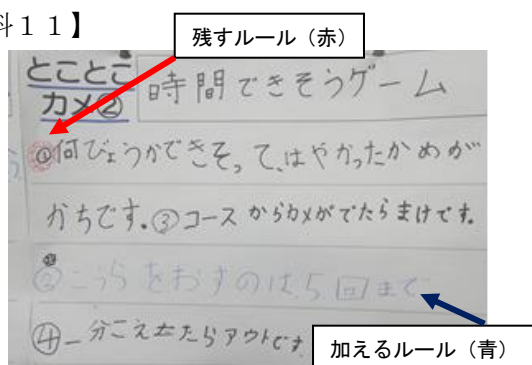 料１１】
残すルール（赤）
とことこ
カメ②
時間できそうゲーム
①何びょうかできそって、はやかったかめが
かちです。③コースからカメがでたらまけです。
②こうらをおすのは、5回まで
④一分こえたらアウトです
加えるルール（青）